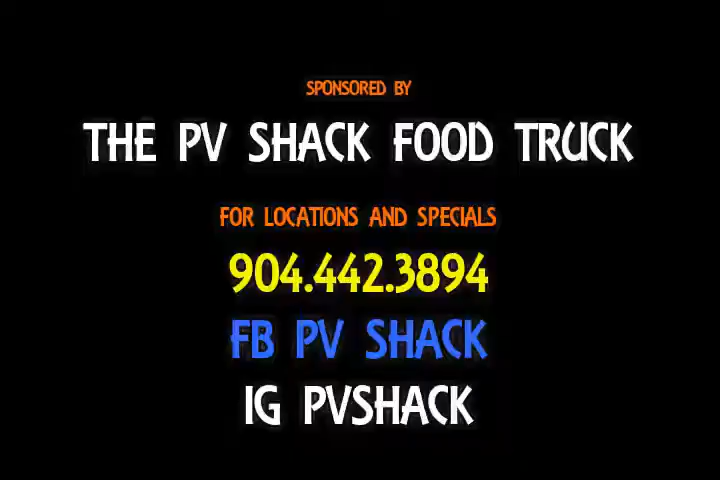 SPONSORED BY
THE PV SHACK FOOD TRUCK
FOR LOCATIONS AND SPECIALS
904.442.3894
FB PV SHACK
IG PVSHACK